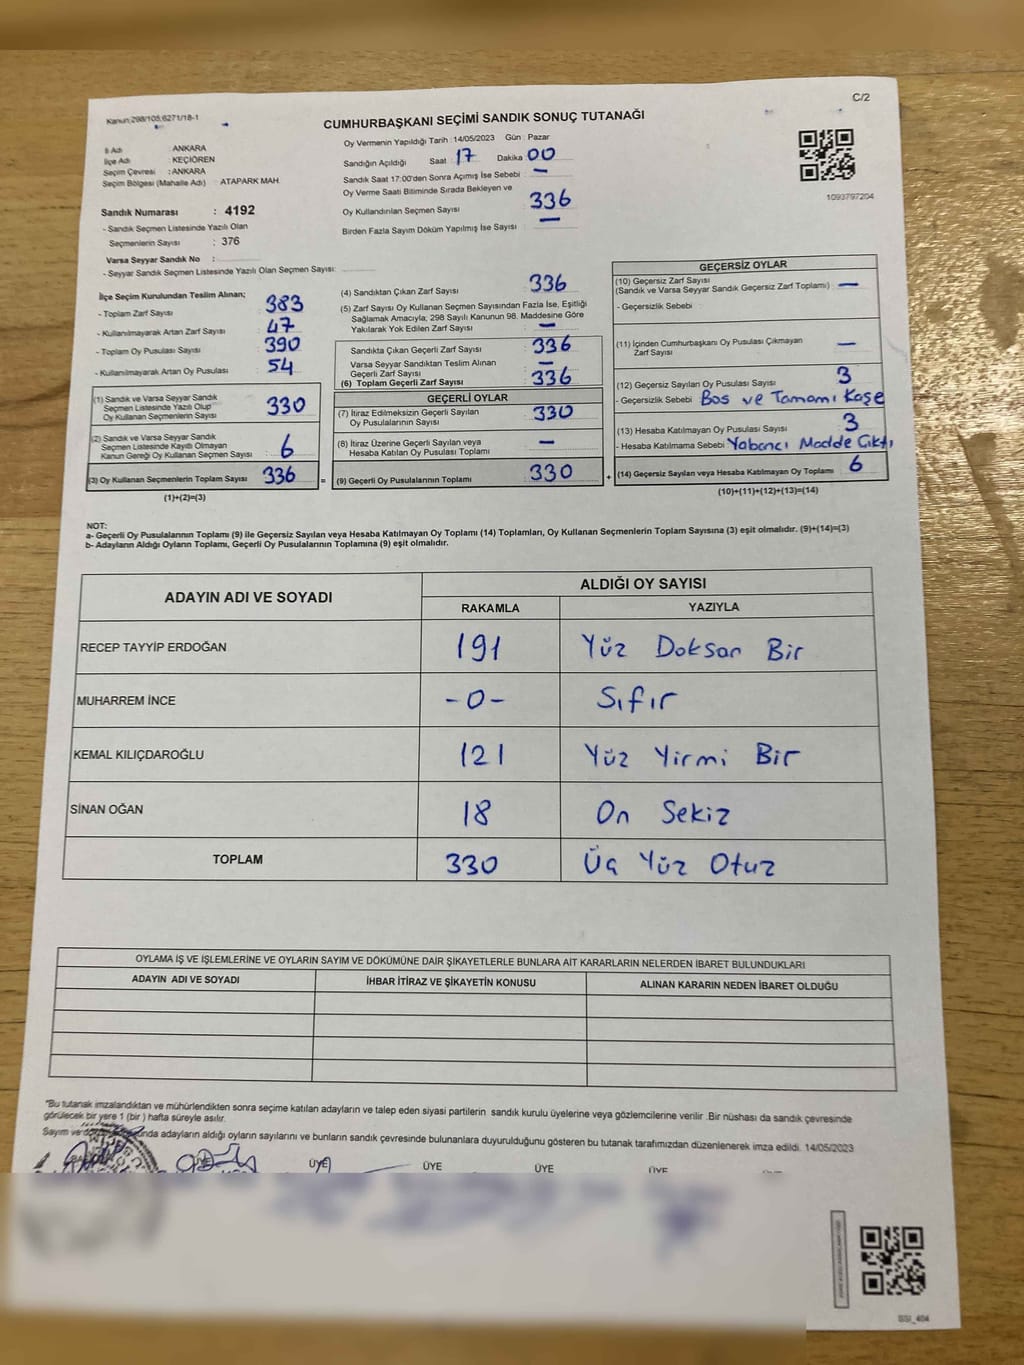 C/2
Kanun:298/105;6271/18-1
CUMHURBAŞKANI SEÇİMİ SANDIK SONUÇ TUTANAĞI
İl Adı : ANKARA
İlçe Adı : KEÇİÖREN
Seçim Çevresi : ANKARA
Seçim Bölgesi (Mahalle Adı) : ATAPARK MAH.
Sandık Numarası : 4192
- Sandık Seçmen Listesinde Yazılı Olan
Seçmenlerin Sayısı : 376
Varsa Seyyar Sandık No :
- Seyyar Sandık Seçmen Listesinde Yazılı Olan Seçmen Sayısı:
Oy Vermenin Yapıldığı Tarih : 14/05/2023 Gün : Pazar
Sandığın Açıldığı Saat 17 Dakika 00
Sandık Saat 17:00'den Sonra Açımış İse Sebebi —
Oy Verme Saati Bitiminde Sırada Bekleyen ve
Oy Kullandırılan Seçmen Sayısı 336
Birden Fazla Sayım Döküm Yapılmış İse Sayısı —
1093797204
İlçe Seçim Kurulundan Teslim Alınan;
- Toplam Zarf Sayısı 383
- Kullanılmayarak Artan Zarf Sayısı 47
- Toplam Oy Pusulası Sayısı 390
- Kullanılmayarak Artan Oy Pusulası 54
(1) Sandık ve Varsa Seyyar Sandık
Seçmen Listesinde Yazılı Olup
Oy Kullanan Seçmenlerin Sayısı 330
(2) Sandık ve Varsa Seyyar Sandık
Seçmen Listesinde Kayıtlı Olmayan
Kanun Gereği Oy Kullanan Seçmen Sayısı 6
(3) Oy Kullanan Seçmenlerin Toplam Sayısı 336 =
(1)+(2)=(3)
(4) Sandıktan Çıkan Zarf Sayısı 336
(5) Zarf Sayısı Oy Kullanan Seçmen Sayısından Fazla İse, Eşitliği
Sağlamak Amacıyla; 298 Sayılı Kanunun 98. Maddesine Göre
Yakılarak Yok Edilen Zarf Sayısı —
Sandıkta Çıkan Geçerli Zarf Sayısı 336
Varsa Seyyar Sandıktan Teslim Alınan
Geçerli Zarf Sayısı —
(6) Toplam Geçerli Zarf Sayısı 336
GEÇERLİ OYLAR
(7) İtiraz Edilmeksizin Geçerli Sayılan
Oy Pusulalarının Sayısı 330
(8) İtiraz Üzerine Geçerli Sayılan veya
Hesaba Katılan Oy Pusulası Toplamı —
(9) Geçerli Oy Pusulalarının Toplamı 330 +
GEÇERSİZ OYLAR
(10) Geçersiz Zarf Sayısı
(Sandık ve Varsa Seyyar Sandık Geçersiz Zarf Toplamı) —
- Geçersizlik Sebebi :
(11) İçinden Cumhurbaşkanı Oy Pusulası Çıkmayan
Zarf Sayısı —
(12) Geçersiz Sayılan Oy Pusulası Sayısı 3
- Geçersizlik Sebebi Bos ve Tamamı Kaşe
(13) Hesaba Katılmayan Oy Pusulası Sayısı 3
- Hesaba Katılmama Sebebi Yabancı Madde Çıktı
(14) Geçersiz Sayılan veya Hesaba Katılmayan Oy Toplamı 6
(10)+(11)+(12)+(13)=(14)
NOT:
a- Geçerli Oy Pusulalarının Toplamı (9) ile Geçersiz Sayılan veya Hesaba Katılmayan Oy Toplamı (14) Toplamları, Oy Kullanan Seçmenlerin Toplam Sayısına (3) eşit olmalıdır. (9)+(14)=(3)
b- Adayların Aldığı Oyların Toplamı, Geçerli Oy Pusulalarının Toplamına (9) eşit olmalıdır.
ADAYIN ADI VE SOYADI ALDIĞI OY SAYISI
RAKAMLA YAZIYLA
RECEP TAYYİP ERDOĞAN 191 Yüz Doksan Bir
MUHARREM İNCE -0- Sıfır
KEMAL KILIÇDAROĞLU 121 Yüz Yirmi Bir
SİNAN OĞAN 18 On Sekiz
TOPLAM 330 Üç Yüz Otuz
OYLAMA İŞ VE İŞLEMLERİNE VE OYLARIN SAYIM VE DÖKÜMÜNE DAİR ŞİKAYETLERLE BUNLARA AİT KARARLARIN NELERDEN İBARET BULUNDUKLARI
ADAYIN ADI VE SOYADI İHBAR İTİRAZ VE ŞİKAYETİN KONUSU ALINAN KARARIN NEDEN İBARET OLDUĞU
"Bu tutanak imzalandıktan ve mühürlendikten sonra seçime katılan adayların ve talep eden siyasi partilerin sandık kurulu üyelerine veya gözlemcilerine verilir .Bir nüshası da sandık çevresinde
görülecek bir yere 1 (bir ) hafta süreyle asılır.
Sayım ve adayların aldığı oyların sayılarını ve bunların sandık çevresinde bulunanlara duyurulduğunu gösteren bu tutanak tarafımızdan düzenlenerek imza edildi. 14/05/2023
ÜYE ÜYE ÜYE ÜYE ÜYE